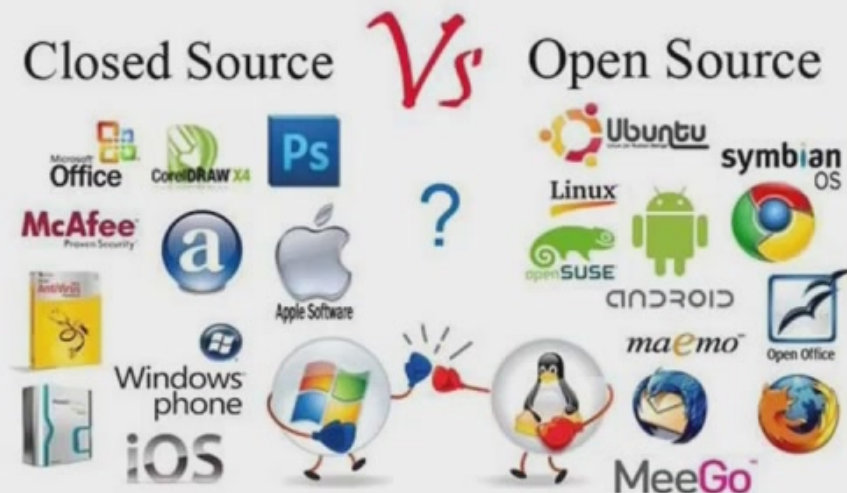 Closed Source
Vs
Open Source
Microsoft
Office
CorelDRAW X4
Ps
McAfee
Proven Security
a
Apple Software
AntiVirus
Windows
phone
iOS
?
Ubuntu
symbian
OS
Linux
openSUSE
ANDROID
maemo
Open Office
MeeGo